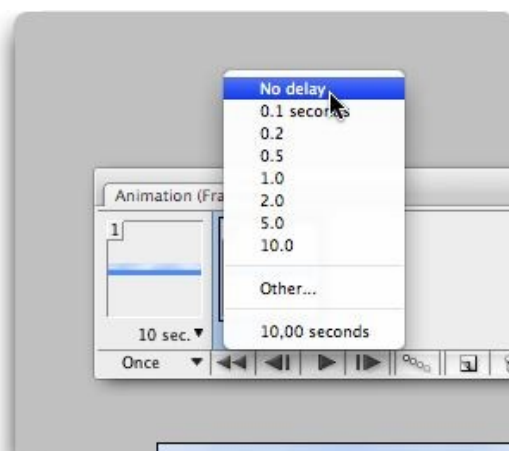 No delay
0.1 seconds
0.2
0.5
1.0
2.0
5.0
10.0
Other...
10,00 seconds
Animation (Fra
1
10 sec.
Once